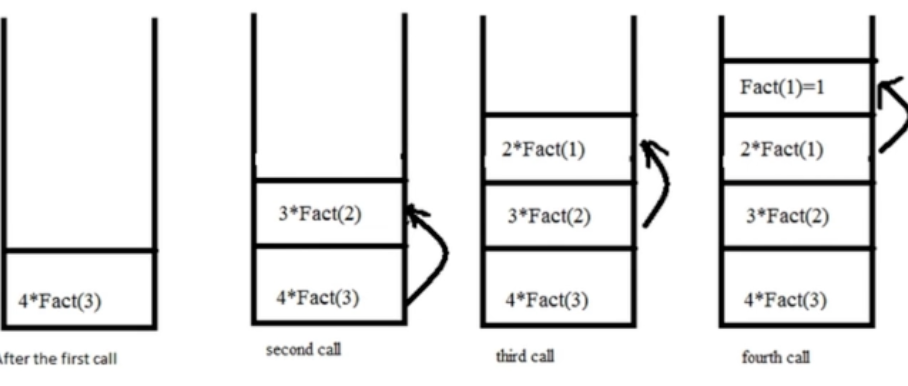 4*Fact(3)
After the first call
3*Fact(2)
4*Fact(3)
second call
2*Fact(1)
3*Fact(2)
4*Fact(3)
third call
Fact(1)=1
2*Fact(1)
3*Fact(2)
4*Fact(3)
fourth call